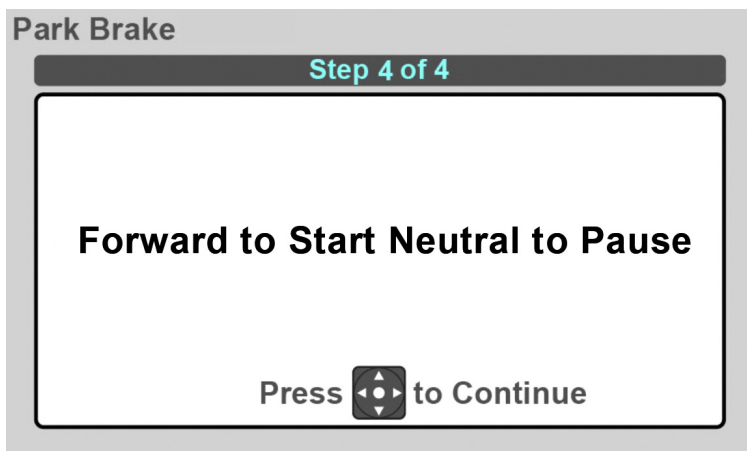 Park Brake
Step 4 of 4
Forward to Start Neutral to Pause
Press to Continue